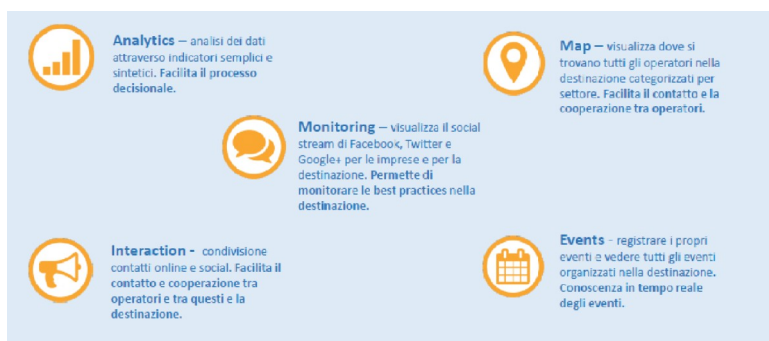 Analytics – analisi dei dati
attraverso indicatori semplici e
sintetici. Facilita il processo
decisionale.
Map – visualizza dove si
trovano tutti gli operatori nella
destinazione categorizzati per
settore. Facilita il contatto e la
cooperazione tra operatori.
Monitoring – visualizza il social
stream di Facebook, Twitter e
Google+ per le imprese e per la
destinazione. Permette di
monitorare le best practices nella
destinazione.
Interaction - condivisione
contatti online e social. Facilita il
contatto e cooperazione tra
operatori e tra questi e la
destinazione.
Events - registrare i propri
eventi e vedere tutti gli eventi
organizzati nella destinazione.
Conoscenza in tempo reale
degli eventi.